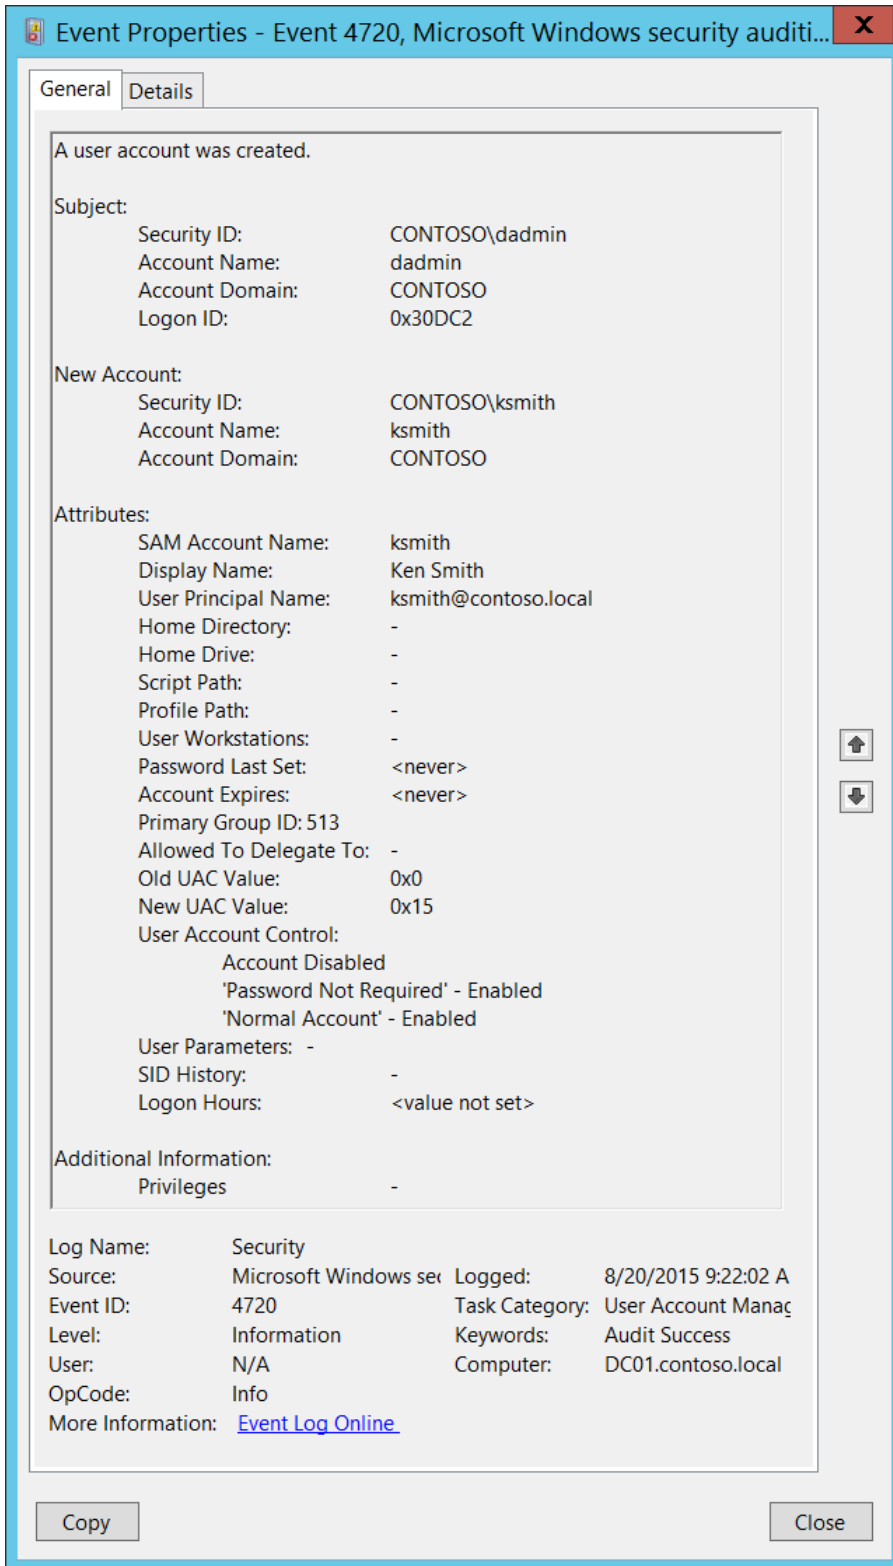 Event Properties - Event 4720, Microsoft Windows security auditi...
X
General Details
A user account was created.
Subject:
Security ID: CONTOSO\dadmin
Account Name: dadmin
Account Domain: CONTOSO
Logon ID: 0x30DC2
New Account:
Security ID: CONTOSO\ksmith
Account Name: ksmith
Account Domain: CONTOSO
Attributes:
SAM Account Name: ksmith
Display Name: Ken Smith
User Principal Name: ksmith@contoso.local
Home Directory: -
Home Drive: -
Script Path: -
Profile Path: -
User Workstations: -
Password Last Set: <never>
Account Expires: <never>
Primary Group ID: 513
Allowed To Delegate To: -
Old UAC Value: 0x0
New UAC Value: 0x15
User Account Control:
Account Disabled
'Password Not Required' - Enabled
'Normal Account' - Enabled
User Parameters: -
SID History: -
Logon Hours: <value not set>
Additional Information:
Privileges -
Log Name: Security
Source: Microsoft Windows sec Logged: 8/20/2015 9:22:02 A
Event ID: 4720 Task Category: User Account Manag
Level: Information Keywords: Audit Success
User: N/A Computer: DC01.contoso.local
OpCode: Info
More Information: Event Log Online
Copy Close